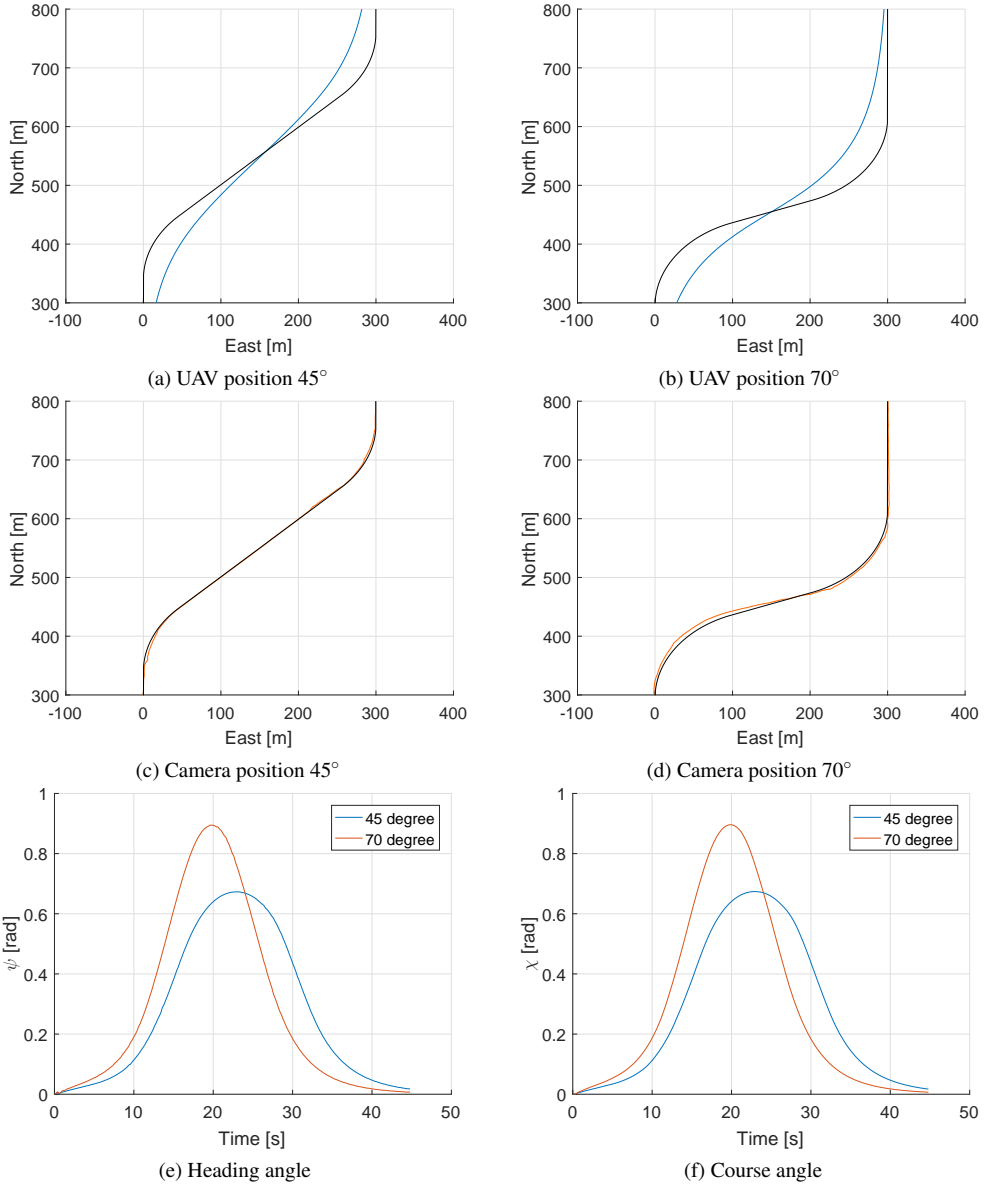 800
700
600
500
400
300
North [m]
-100 0 100 200 300 400
East [m]
(a) UAV position 45°
800
700
600
500
400
300
North [m]
-100 0 100 200 300 400
East [m]
(b) UAV position 70°
800
700
600
500
400
300
North [m]
-100 0 100 200 300 400
East [m]
(c) Camera position 45°
800
700
600
500
400
300
North [m]
-100 0 100 200 300 400
East [m]
(d) Camera position 70°
1
0.8
0.6
0.4
0.2
0
ψ [rad]
45 degree
70 degree
0 10 20 30 40 50
Time [s]
(e) Heading angle
1
0.8
0.6
0.4
0.2
0
χ [rad]
45 degree
70 degree
0 10 20 30 40 50
Time [s]
(f) Course angle